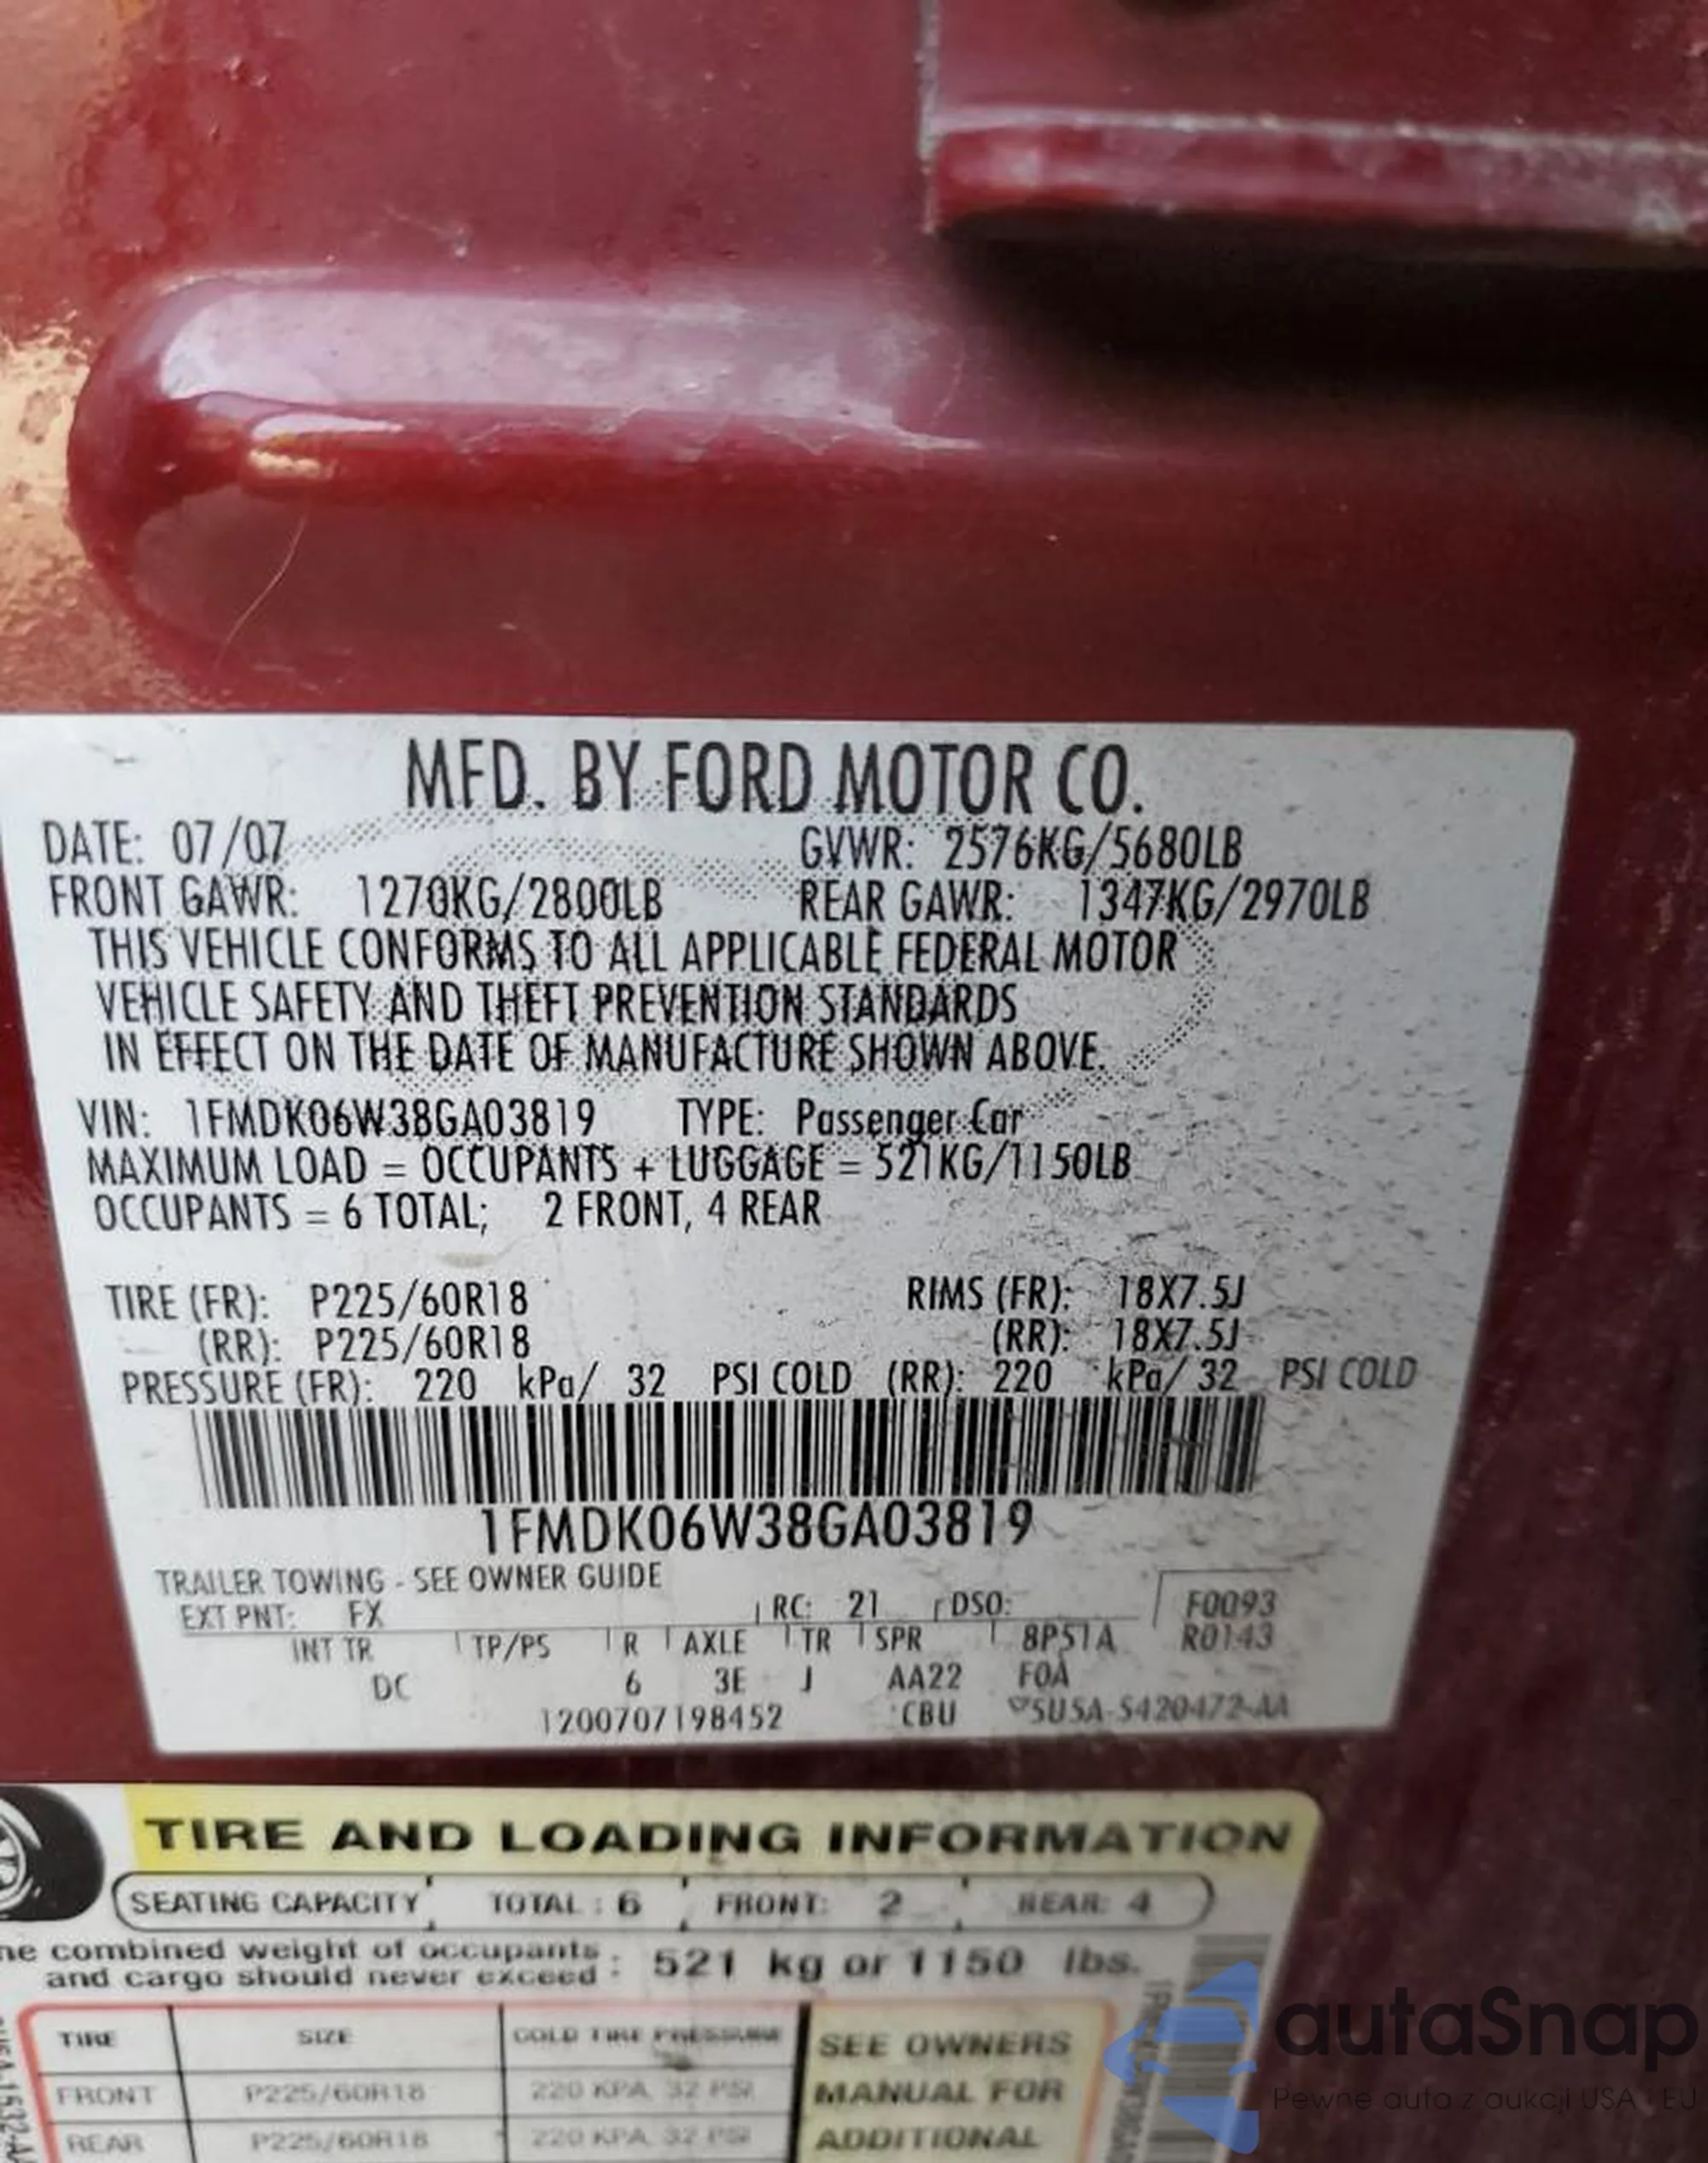 MFD. BY FORD MOTOR CO.
DATE: 07/07 GVWR: 2576KG/5680LB
FRONT GAWR: 1270KG/2800LB REAR GAWR: 1347KG/2970LB
THIS VEHICLE CONFORMS TO ALL APPLICABLE FEDERAL MOTOR
VEHICLE SAFETY AND THEFT PREVENTION STANDARDS
IN EFFECT ON THE DATE OF MANUFACTURE SHOWN ABOVE.
VIN: 1FMDK06W38GA03819 TYPE: Passenger Car
MAXIMUM LOAD = OCCUPANTS + LUGGAGE = 521KG/1150LB
OCCUPANTS = 6 TOTAL; 2 FRONT, 4 REAR
TIRE (FR): P225/60R18 RIMS (FR): 18X7.5J
(RR): P225/60R18 (RR): 18X7.5J
PRESSURE (FR): 220 kPa/ 32 PSI COLD (RR): 220 kPa/ 32 PSI COLD
1FMDK06W38GA03819
TRAILER TOWING - SEE OWNER GUIDE
EXT PNT: FX RC: 21 DSO: F0093
INT TR TP/PS R AXLE TR SPR 8P51A R0143
DC 6 3E J AA22 F0A
1200707198452 CBU 5U5A-5420472-AA
TIRE AND LOADING INFORMATION
SEATING CAPACITY TOTAL : 6 FRONT: 2 REAR: 4
combined weight of occupants : 521 kg or 1150 lbs.
and cargo should never exceed
TIRE SIZE COLD TIRE PRESSURE SEE OWNERS
FRONT P225/60R18 220 KPA, 32 PSI MANUAL FOR
REAR P225/60R18 220 KPA, 32 PSI ADDITIONAL
autaSnap
Pewne auta z aukcji USA i EU